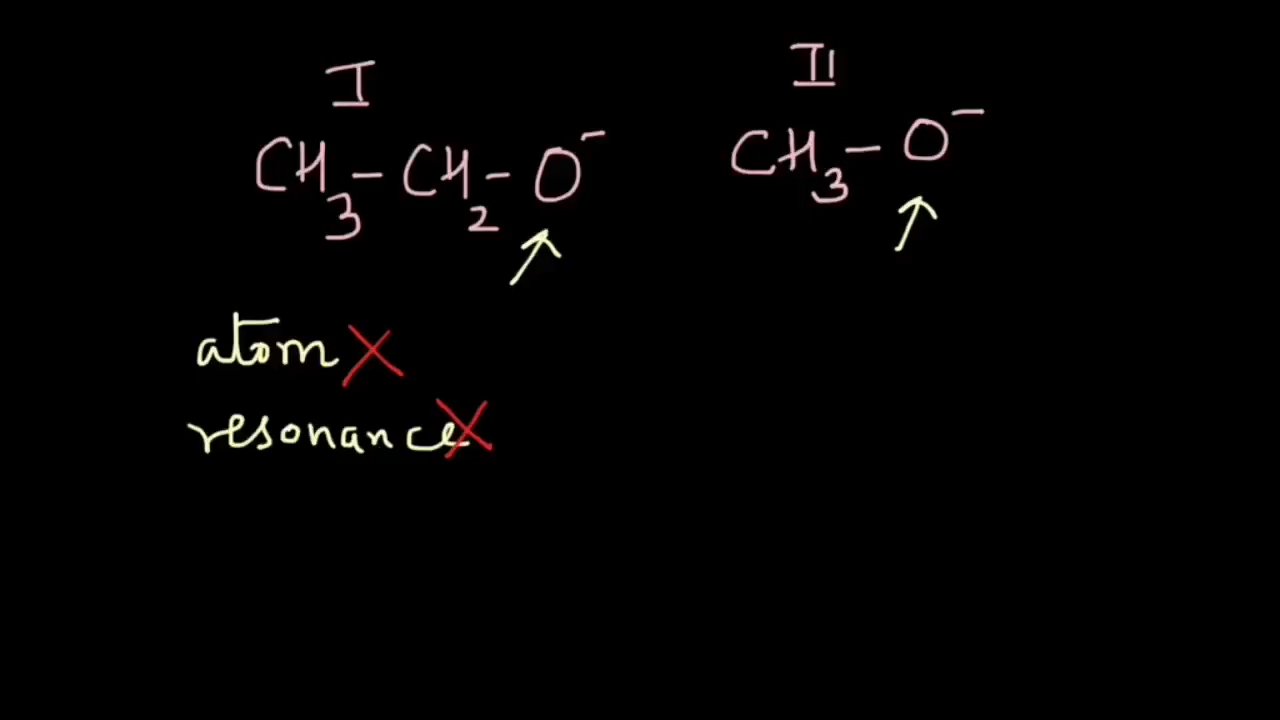 I
II
CH₃-CH₂-O⁻
CH₃-O⁻
atom
resonance